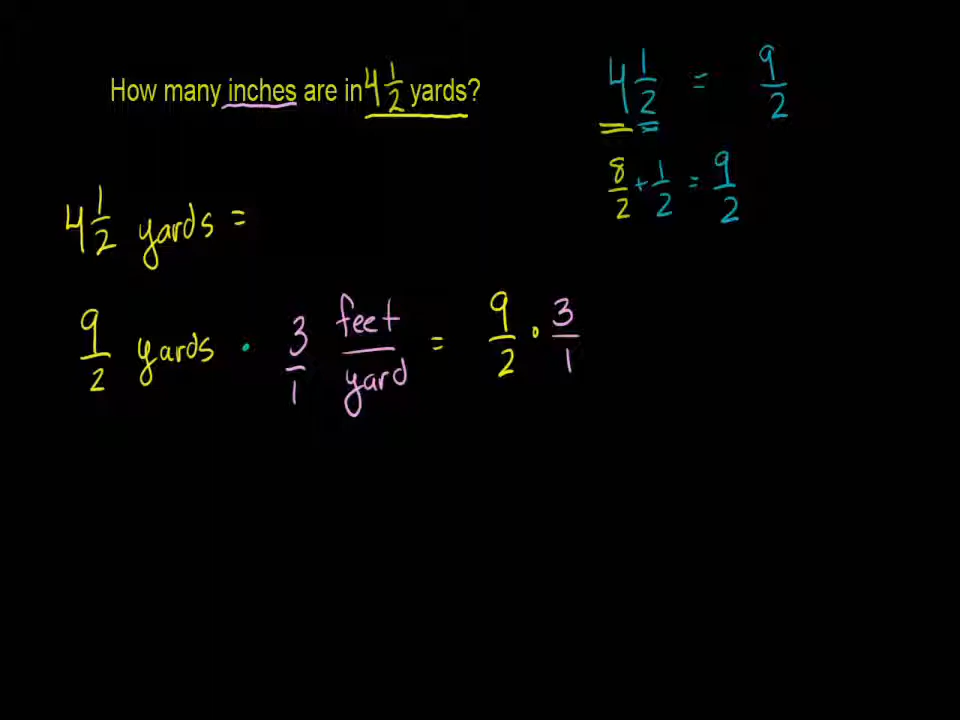 How many inches are in 4 1/2 yards?
4 1/2 = 9/2
8/2 + 1/2 = 9/2
4 1/2 yards =
9/2 yards · 3/1 feet/yard = 9/2 · 3/1